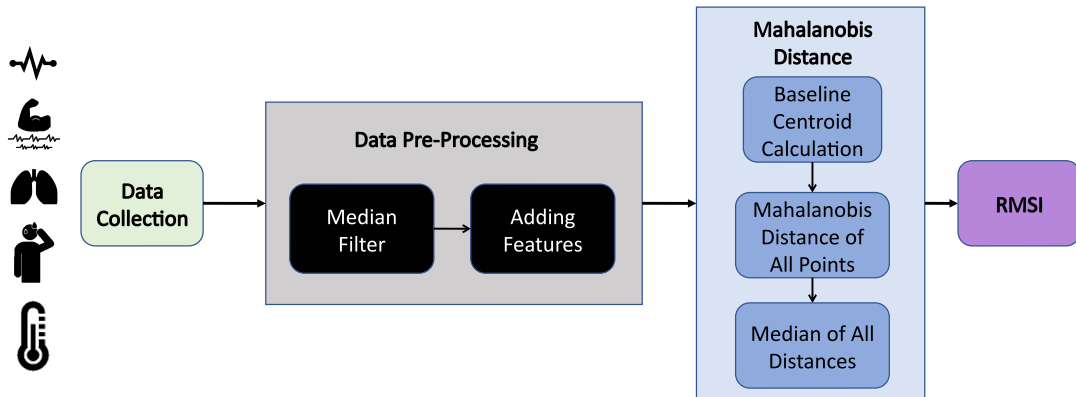 Data
Collection
Data Pre-Processing
Median
Filter
Adding
Features
Mahalanobis
Distance
Baseline
Centroid
Calculation
Mahalanobis
Distance of
All Points
Median of All
Distances
RMSI